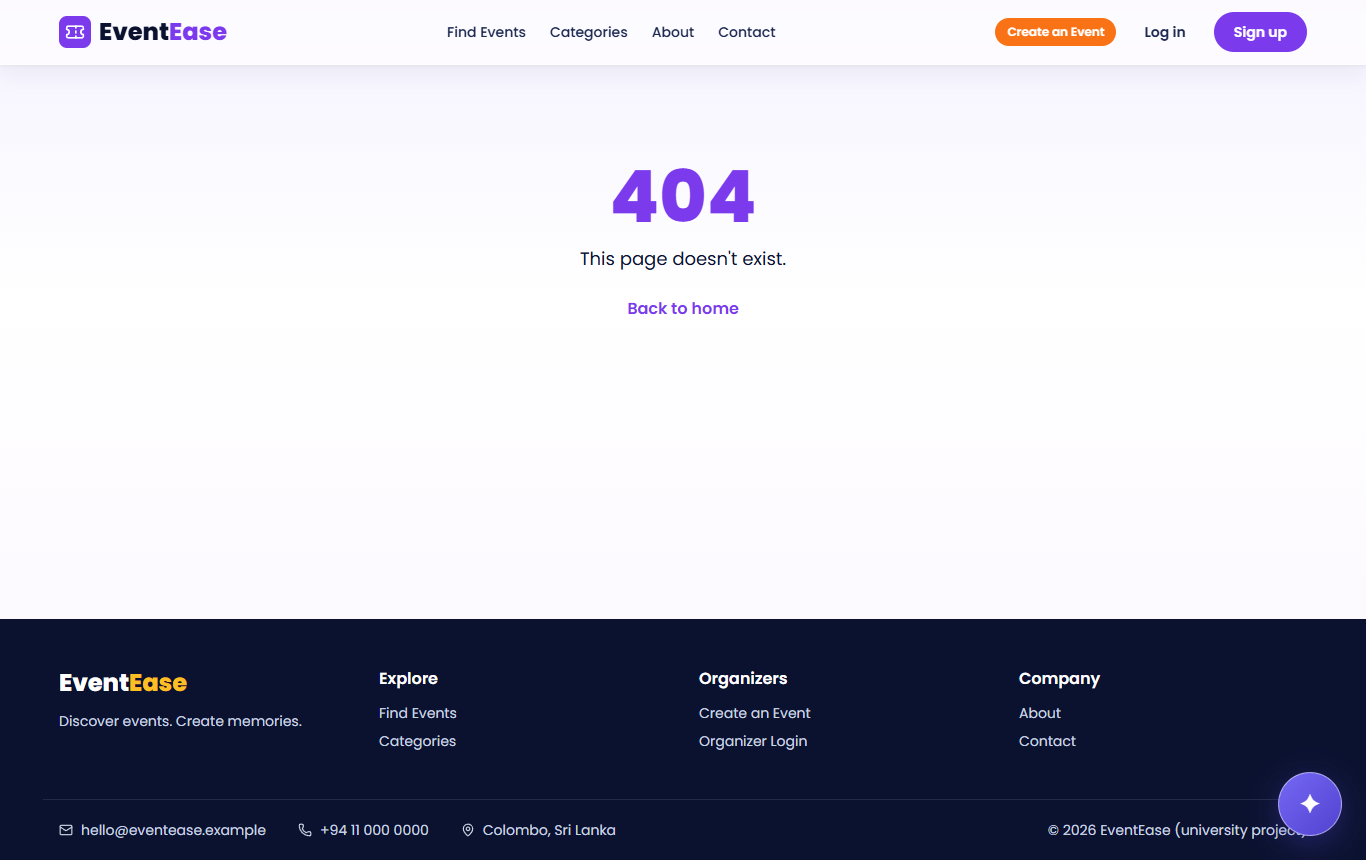 EventEase
Find Events Categories About Contact
Create an Event Log in Sign up
404
This page doesn't exist.
Back to home
EventEase
Discover events. Create memories.
Explore
Find Events
Categories
Organizers
Create an Event
Organizer Login
Company
About
Contact
hello@eventease.example +94 11 000 0000 Colombo, Sri Lanka
© 2026 EventEase (university project)